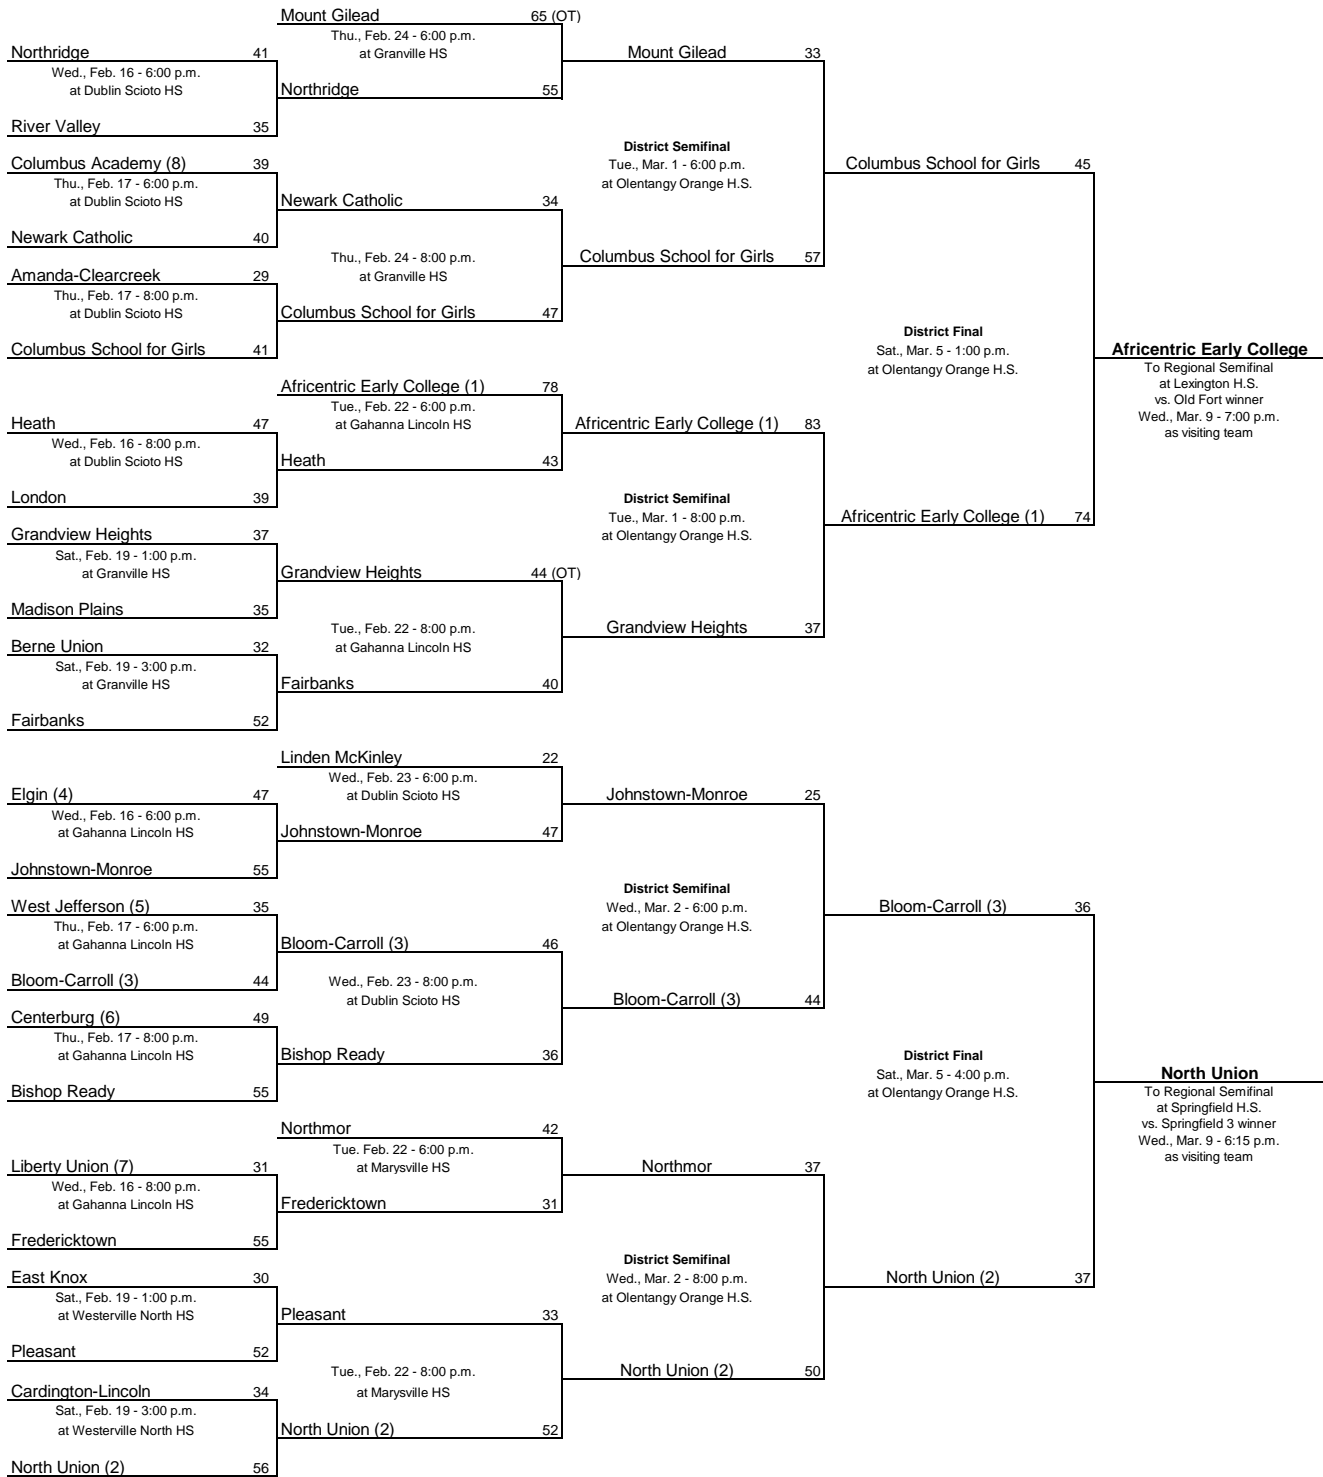 Mount Gilead 65 (OT)
Thu., Feb. 24 - 6:00 p.m.
at Granville HS
Northridge 41
Mount Gilead 33
Wed., Feb. 16 - 6:00 p.m.
at Dublin Scioto HS
Northridge 55
River Valley 35
District Semifinal
Tue., Mar. 1 - 6:00 p.m.
at Olentangy Orange H.S.
Columbus Academy (8) 39
Columbus School for Girls 45
Thu., Feb. 17 - 6:00 p.m.
at Dublin Scioto HS
Newark Catholic 34
Newark Catholic 40
Thu., Feb. 24 - 8:00 p.m.
at Granville HS
Columbus School for Girls 57
Amanda-Clearcreek 29
Thu., Feb. 17 - 8:00 p.m.
at Dublin Scioto HS
Columbus School for Girls 47
Columbus School for Girls 41
District Final
Sat., Mar. 5 - 1:00 p.m.
at Olentangy Orange H.S.
Africentric Early College
To Regional Semifinal
at Lexington H.S.
vs. Old Fort winner
Wed., Mar. 9 - 7:00 p.m.
as visiting team
Africentric Early College (1) 78
Tue., Feb. 22 - 6:00 p.m.
at Gahanna Lincoln HS
Heath 47
Africentric Early College (1) 83
Wed., Feb. 16 - 8:00 p.m.
at Dublin Scioto HS
Heath 43
London 39
District Semifinal
Tue., Mar. 1 - 8:00 p.m.
at Olentangy Orange H.S.
Africentric Early College (1) 74
Grandview Heights 37
Sat., Feb. 19 - 1:00 p.m.
at Granville HS
Grandview Heights 44 (OT)
Madison Plains 35
Tue., Feb. 22 - 8:00 p.m.
at Gahanna Lincoln HS
Grandview Heights 37
Berne Union 32
Sat., Feb. 19 - 3:00 p.m.
at Granville HS
Fairbanks 40
Fairbanks 52
Linden McKinley 22
Wed., Feb. 23 - 6:00 p.m.
at Dublin Scioto HS
Elgin (4) 47
Johnstown-Monroe 25
Wed., Feb. 16 - 6:00 p.m.
at Gahanna Lincoln HS
Johnstown-Monroe 47
Johnstown-Monroe 55
District Semifinal
Wed., Mar. 2 - 6:00 p.m.
at Olentangy Orange H.S.
West Jefferson (5) 35
Bloom-Carroll (3) 36
Thu., Feb. 17 - 6:00 p.m.
at Gahanna Lincoln HS
Bloom-Carroll (3) 46
Bloom-Carroll (3) 44
Wed., Feb. 23 - 8:00 p.m.
at Dublin Scioto HS
Bloom-Carroll (3) 44
Centerburg (6) 49
Thu., Feb. 17 - 8:00 p.m.
at Gahanna Lincoln HS
Bishop Ready 36
Bishop Ready 55
District Final
Sat., Mar. 5 - 4:00 p.m.
at Olentangy Orange H.S.
North Union
To Regional Semifinal
at Springfield H.S.
vs. Springfield 3 winner
Wed., Mar. 9 - 6:15 p.m.
as visiting team
Northmor 42
Tue. Feb. 22 - 6:00 p.m.
at Marysville HS
Liberty Union (7) 31
Northmor 37
Wed., Feb. 16 - 8:00 p.m.
at Gahanna Lincoln HS
Fredericktown 31
Fredericktown 55
District Semifinal
Wed., Mar. 2 - 8:00 p.m.
at Olentangy Orange H.S.
East Knox 30
North Union (2) 37
Sat., Feb. 19 - 1:00 p.m.
at Westerville North HS
Pleasant 33
Pleasant 52
Tue., Feb. 22 - 8:00 p.m.
at Marysville HS
North Union (2) 50
Cardington-Lincoln 34
Sat., Feb. 19 - 3:00 p.m.
at Westerville North HS
North Union (2) 52
North Union (2) 56